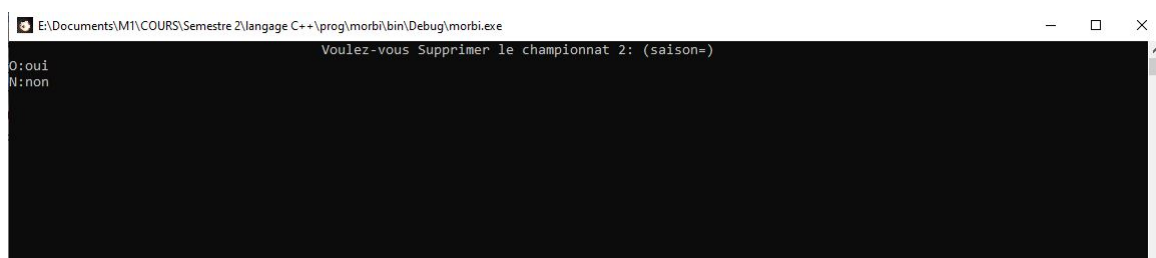 E:\Documents\M1\COURS\Semestre 2\langage C++\prog\morbi\bin\Debug\morbi.exe
Voulez-vous Supprimer le championnat 2: (saison=)
O:oui
N:non